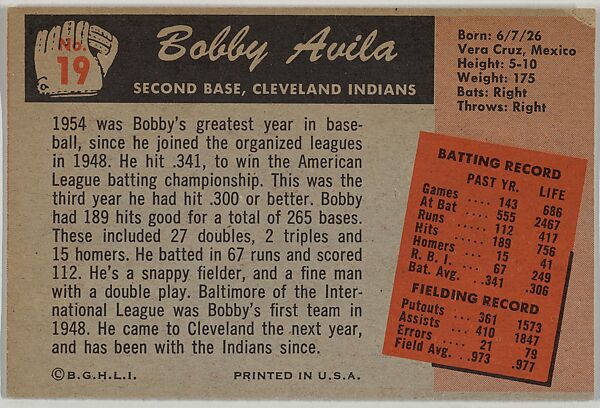 No.
19
Bobby Avila
SECOND BASE, CLEVELAND INDIANS
Born: 6/7/26
Vera Cruz, Mexico
Height: 5-10
Weight: 175
Bats: Right
Throws: Right
1954 was Bobby's greatest year in base-
ball, since he joined the organized leagues
in 1948. He hit .341, to win the American
League batting championship. This was the
third year he had hit .300 or better. Bobby
had 189 hits good for a total of 265 bases.
These included 27 doubles, 2 triples and
15 homers. He batted in 67 runs and scored
112. He's a snappy fielder, and a fine man
with a double play. Baltimore of the Inter-
national League was Bobby's first team in
1948. He came to Cleveland the next year,
and has been with the Indians since.
BATTING RECORD
PAST YR. LIFE
Games .... 143 686
At Bat .... 555 2467
Runs .... 112 417
Hits .... 189 756
Homers ... 15 41
R. B. I. ... 67 249
Bat. Avg. .. .341 .306
FIELDING RECORD
Putouts ... 361 1573
Assists ... 410 1847
Errors .... 21 79
Field Avg. .. .973 .977
© B.G.H.L.I. PRINTED IN U.S.A.